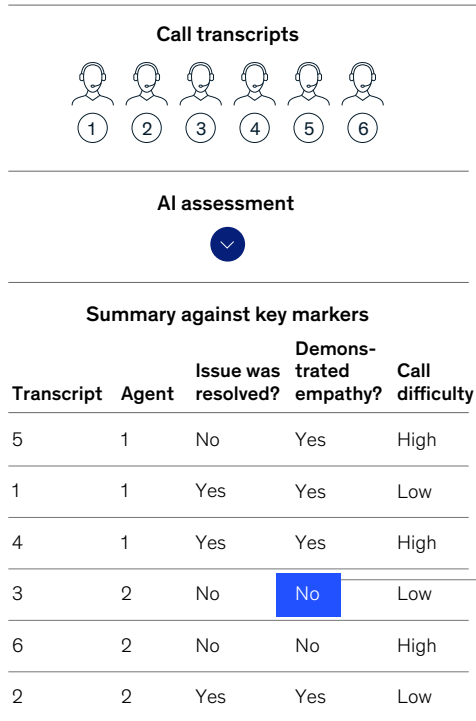 Call transcripts
1 2 3 4 5 6
AI assessment
Summary against key markers
Transcript Agent Issue was resolved? Demons-trated empathy? Call difficulty
5 1 No Yes High
1 1 Yes Yes Low
4 1 Yes Yes High
3 2 No No Low
6 2 No No High
2 2 Yes Yes Low